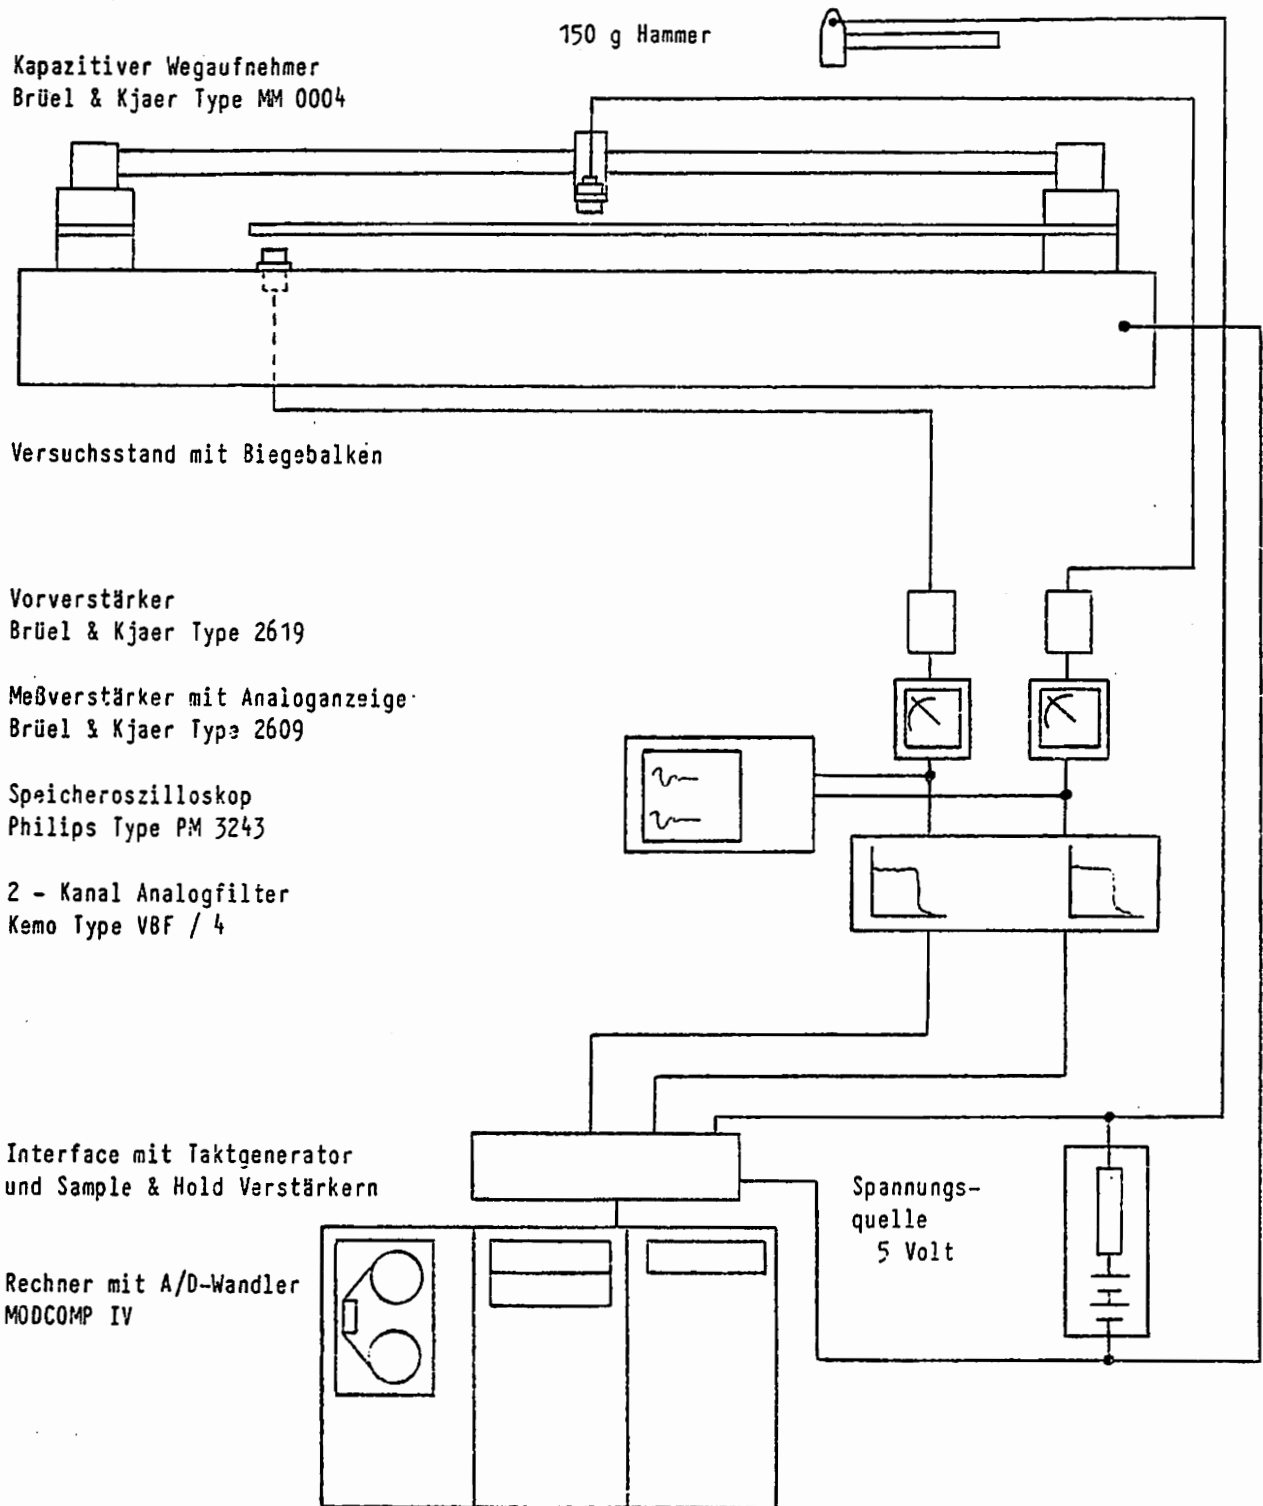 150 g Hammer
Kapazitiver Wegaufnehmer
Brüel & Kjaer Type MM 0004
Versuchsstand mit Biegebalken
Vorverstärker
Brüel & Kjaer Type 2619
Meßverstärker mit Analoganzeige
Brüel & Kjaer Type 2609
Speicheroszilloskop
Philips Type PM 3243
2 - Kanal Analogfilter
Kemo Type VBF / 4
Interface mit Taktgenerator
und Sample & Hold Verstärkern
Spannungs-
quelle
5 Volt
Rechner mit A/D-Wandler
MODCOMP IV